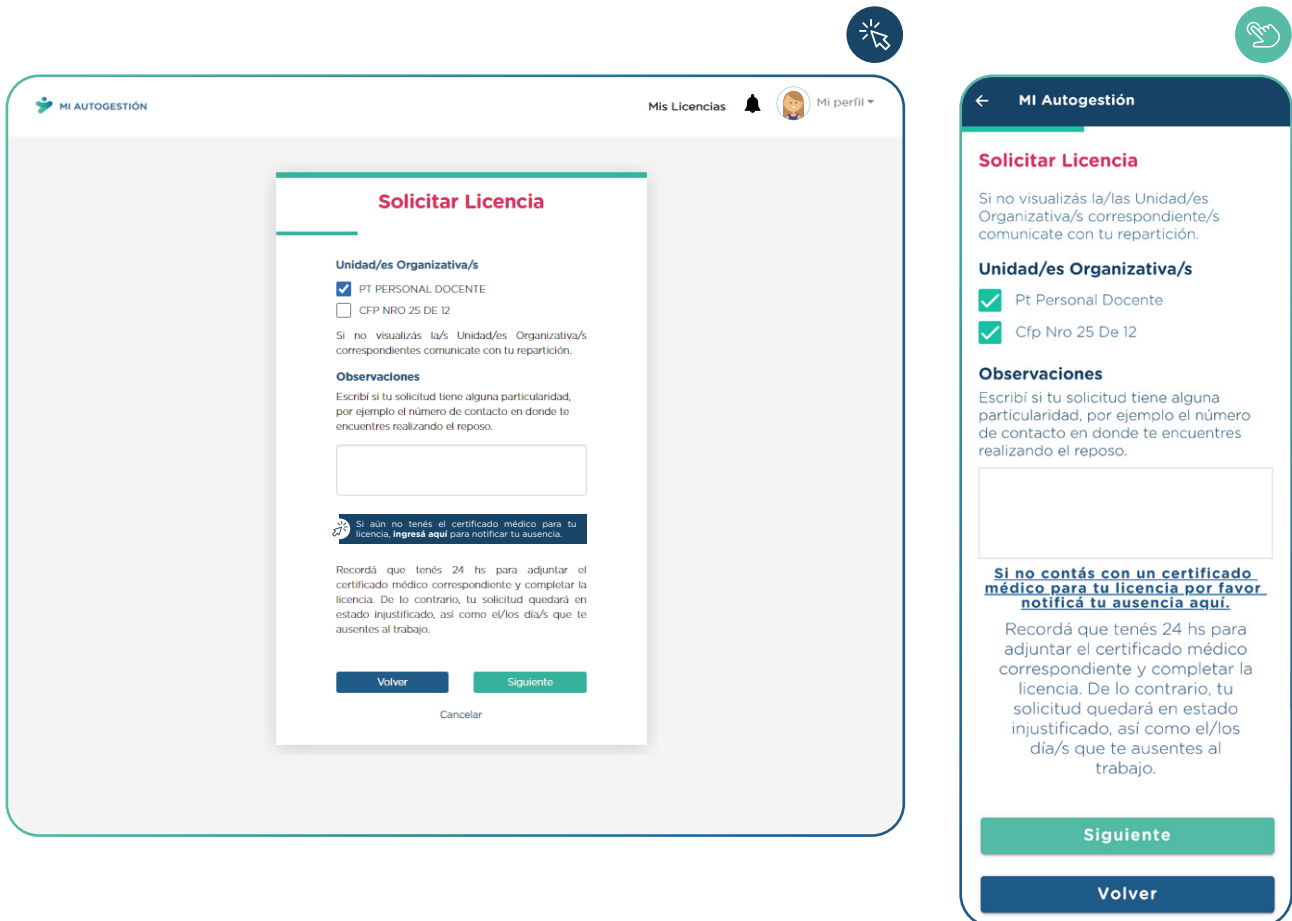 MI AUTOGESTIÓN
Mis Licencias
Mi perfil
Solicitar Licencia
Unidad/es Organizativa/s
PT PERSONAL DOCENTE
CFP NRO 25 DE 12
Si no visualizás la/s Unidad/es Organizativa/s
correspondientes comunicate con tu repartición.
Observaciones
Escribí si tu solicitud tiene alguna particularidad,
por ejemplo el número de contacto en donde te
encuentres realizando el reposo.
Si aún no tenés el certificado médico para tu
licencia, ingresá aquí para notificar tu ausencia.
Recordá que tenés 24 hs para adjuntar el
certificado médico correspondiente y completar la
licencia. De lo contrario, tu solicitud quedará en
estado injustificado, así como el/los día/s que te
ausentes al trabajo.
Volver
Siguiente
Cancelar
MI Autogestión
Solicitar Licencia
Si no visualizás la/las Unidad/es
Organizativa/s correspondiente/s
comunicate con tu repartición.
Unidad/es Organizativa/s
Pt Personal Docente
Cfp Nro 25 De 12
Observaciones
Escribí si tu solicitud tiene alguna
particularidad, por ejemplo el número
de contacto en donde te encuentres
realizando el reposo.
Si no contás con un certificado
médico para tu licencia por favor
notificá tu ausencia aquí.
Recordá que tenés 24 hs para
adjuntar el certificado médico
correspondiente y completar la
licencia. De lo contrario, tu
solicitud quedará en estado
injustificado, así como el/los
día/s que te ausentes al
trabajo.
Siguiente
Volver